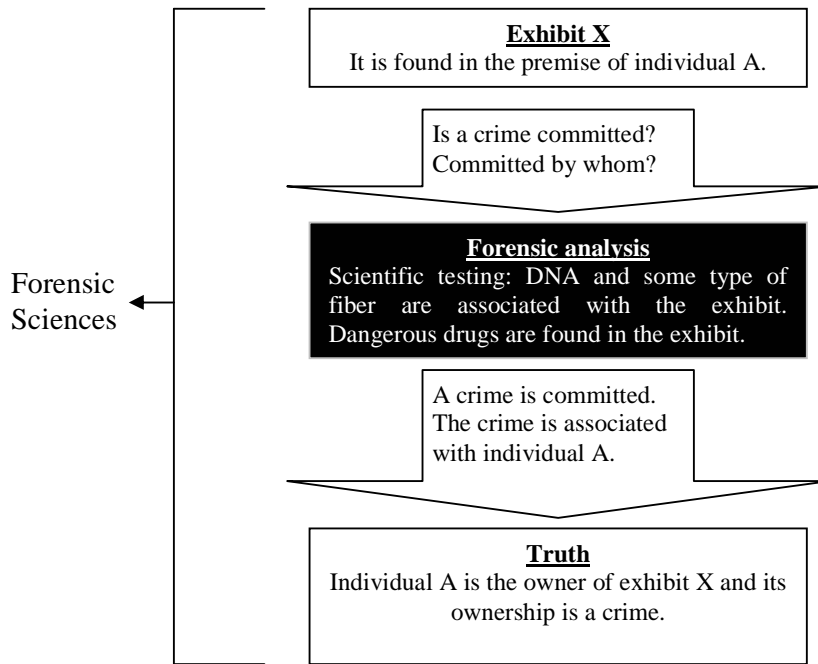 Exhibit X
It is found in the premise of individual A.
Is a crime committed?
Committed by whom?
Forensic analysis
Scientific testing: DNA and some type of
fiber are associated with the exhibit.
Dangerous drugs are found in the exhibit.
Forensic
Sciences
A crime is committed.
The crime is associated
with individual A.
Truth
Individual A is the owner of exhibit X and its
ownership is a crime.